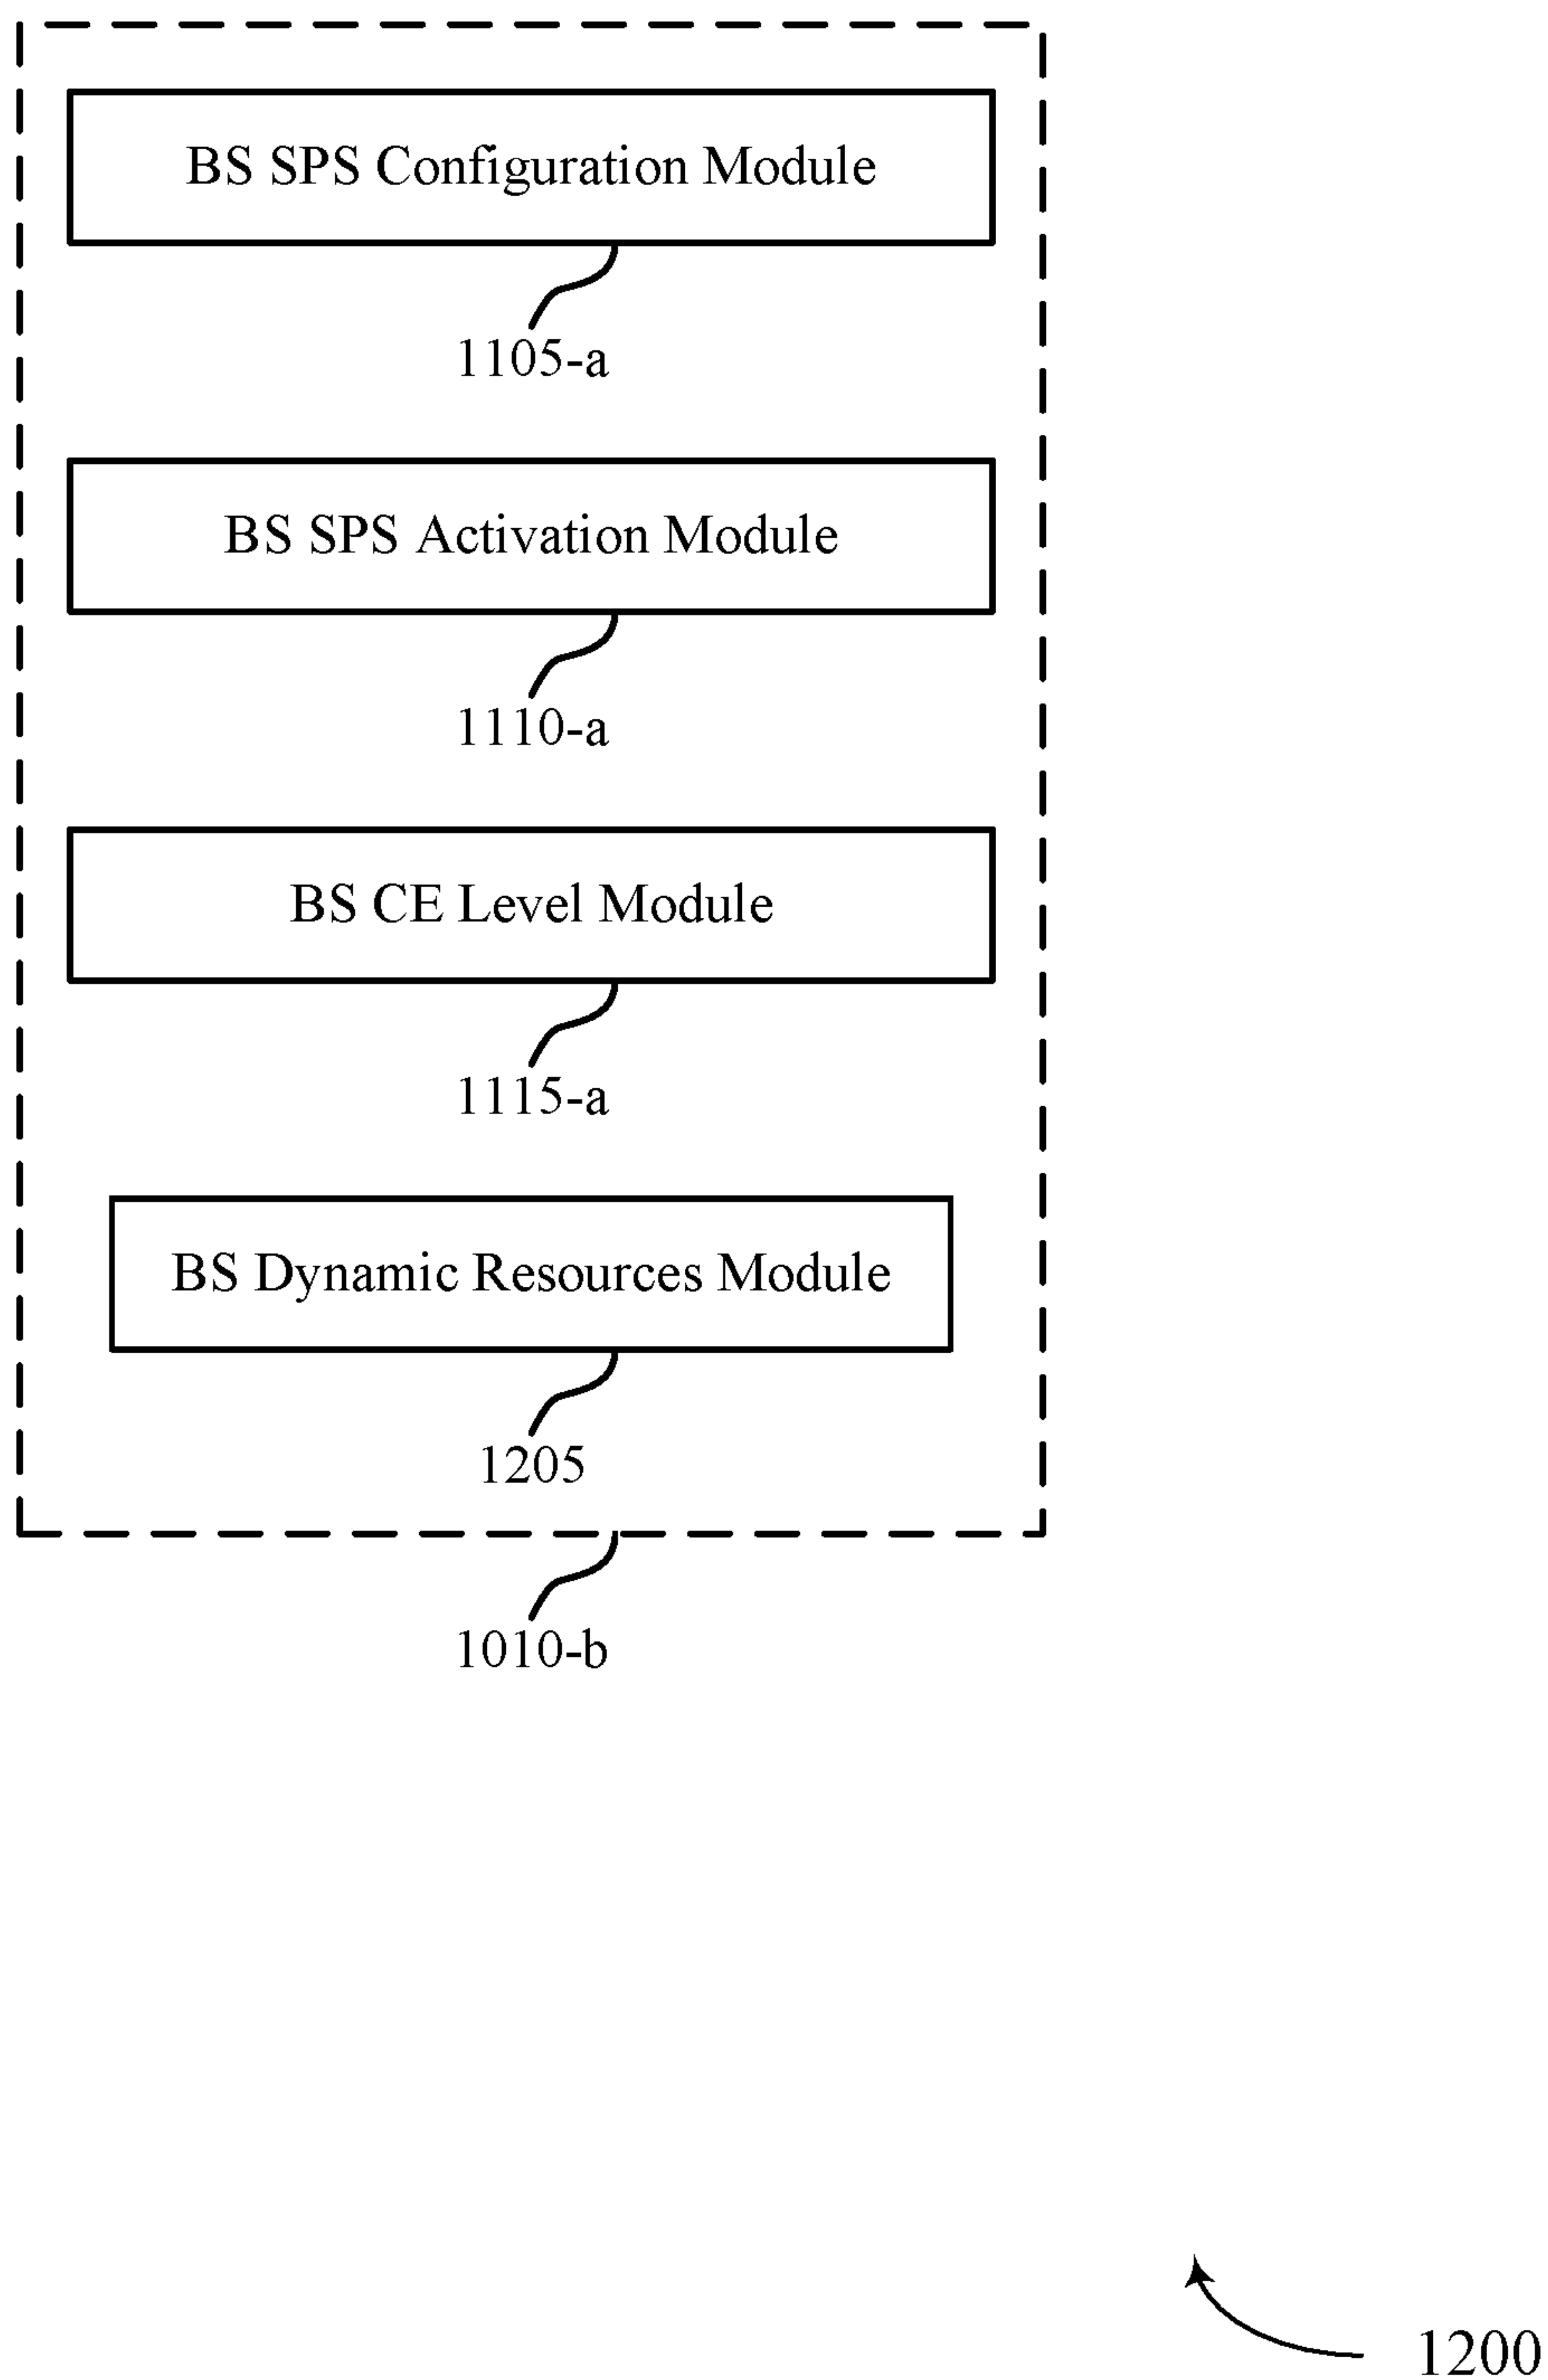 BS SPS Configuration Module
1105-a
BS SPS Activation Module
1110-a
BS CE Level Module
1115-a
BS Dynamic Resources Module
1205
1010-b
1200